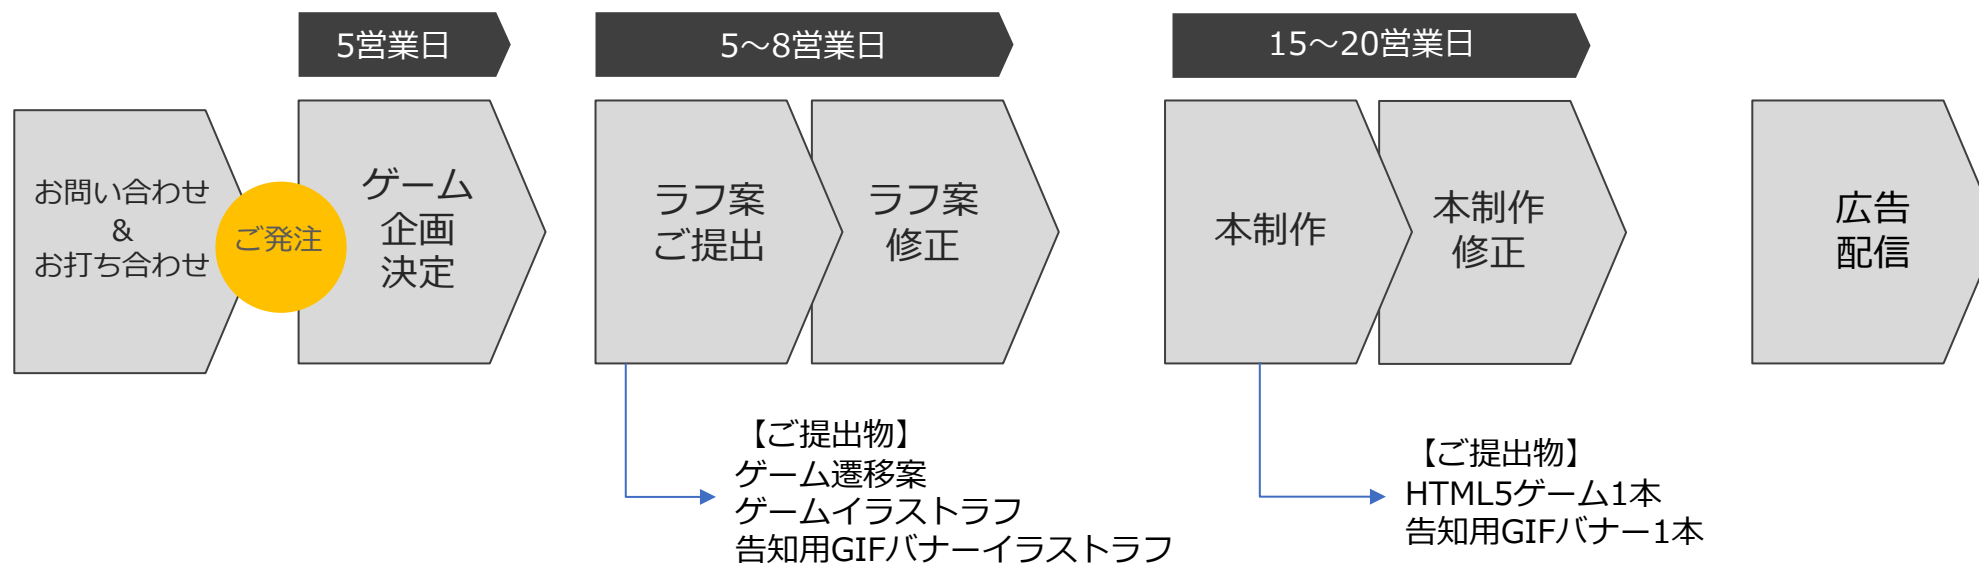 5営業日
5～8営業日
15～20営業日
お問い合わせ
&
お打ち合わせ
ご発注
ゲーム
企画
決定
ラフ案
ご提出
ラフ案
修正
本制作
本制作
修正
広告
配信
【ご提出物】
ゲーム遷移案
ゲームイラストラフ
告知用GIFバナーイラストラフ
【ご提出物】
HTML5ゲーム1本
告知用GIFバナー1本